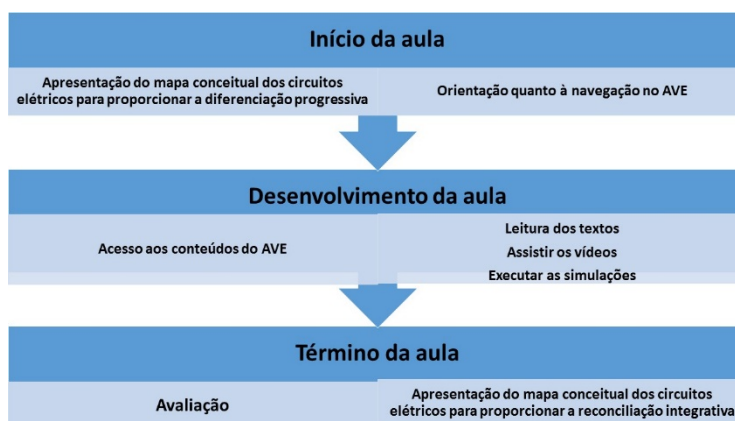 Início da aula
Apresentação do mapa conceitual dos circuitos
elétricos para proporcionar a diferenciação progressiva
Orientação quanto à navegação no AVE
Desenvolvimento da aula
Acesso aos conteúdos do AVE
Leitura dos textos
Assistir os vídeos
Executar as simulações
Término da aula
Avaliação
Apresentação do mapa conceitual dos circuitos
elétricos para proporcionar a reconciliação integrativa